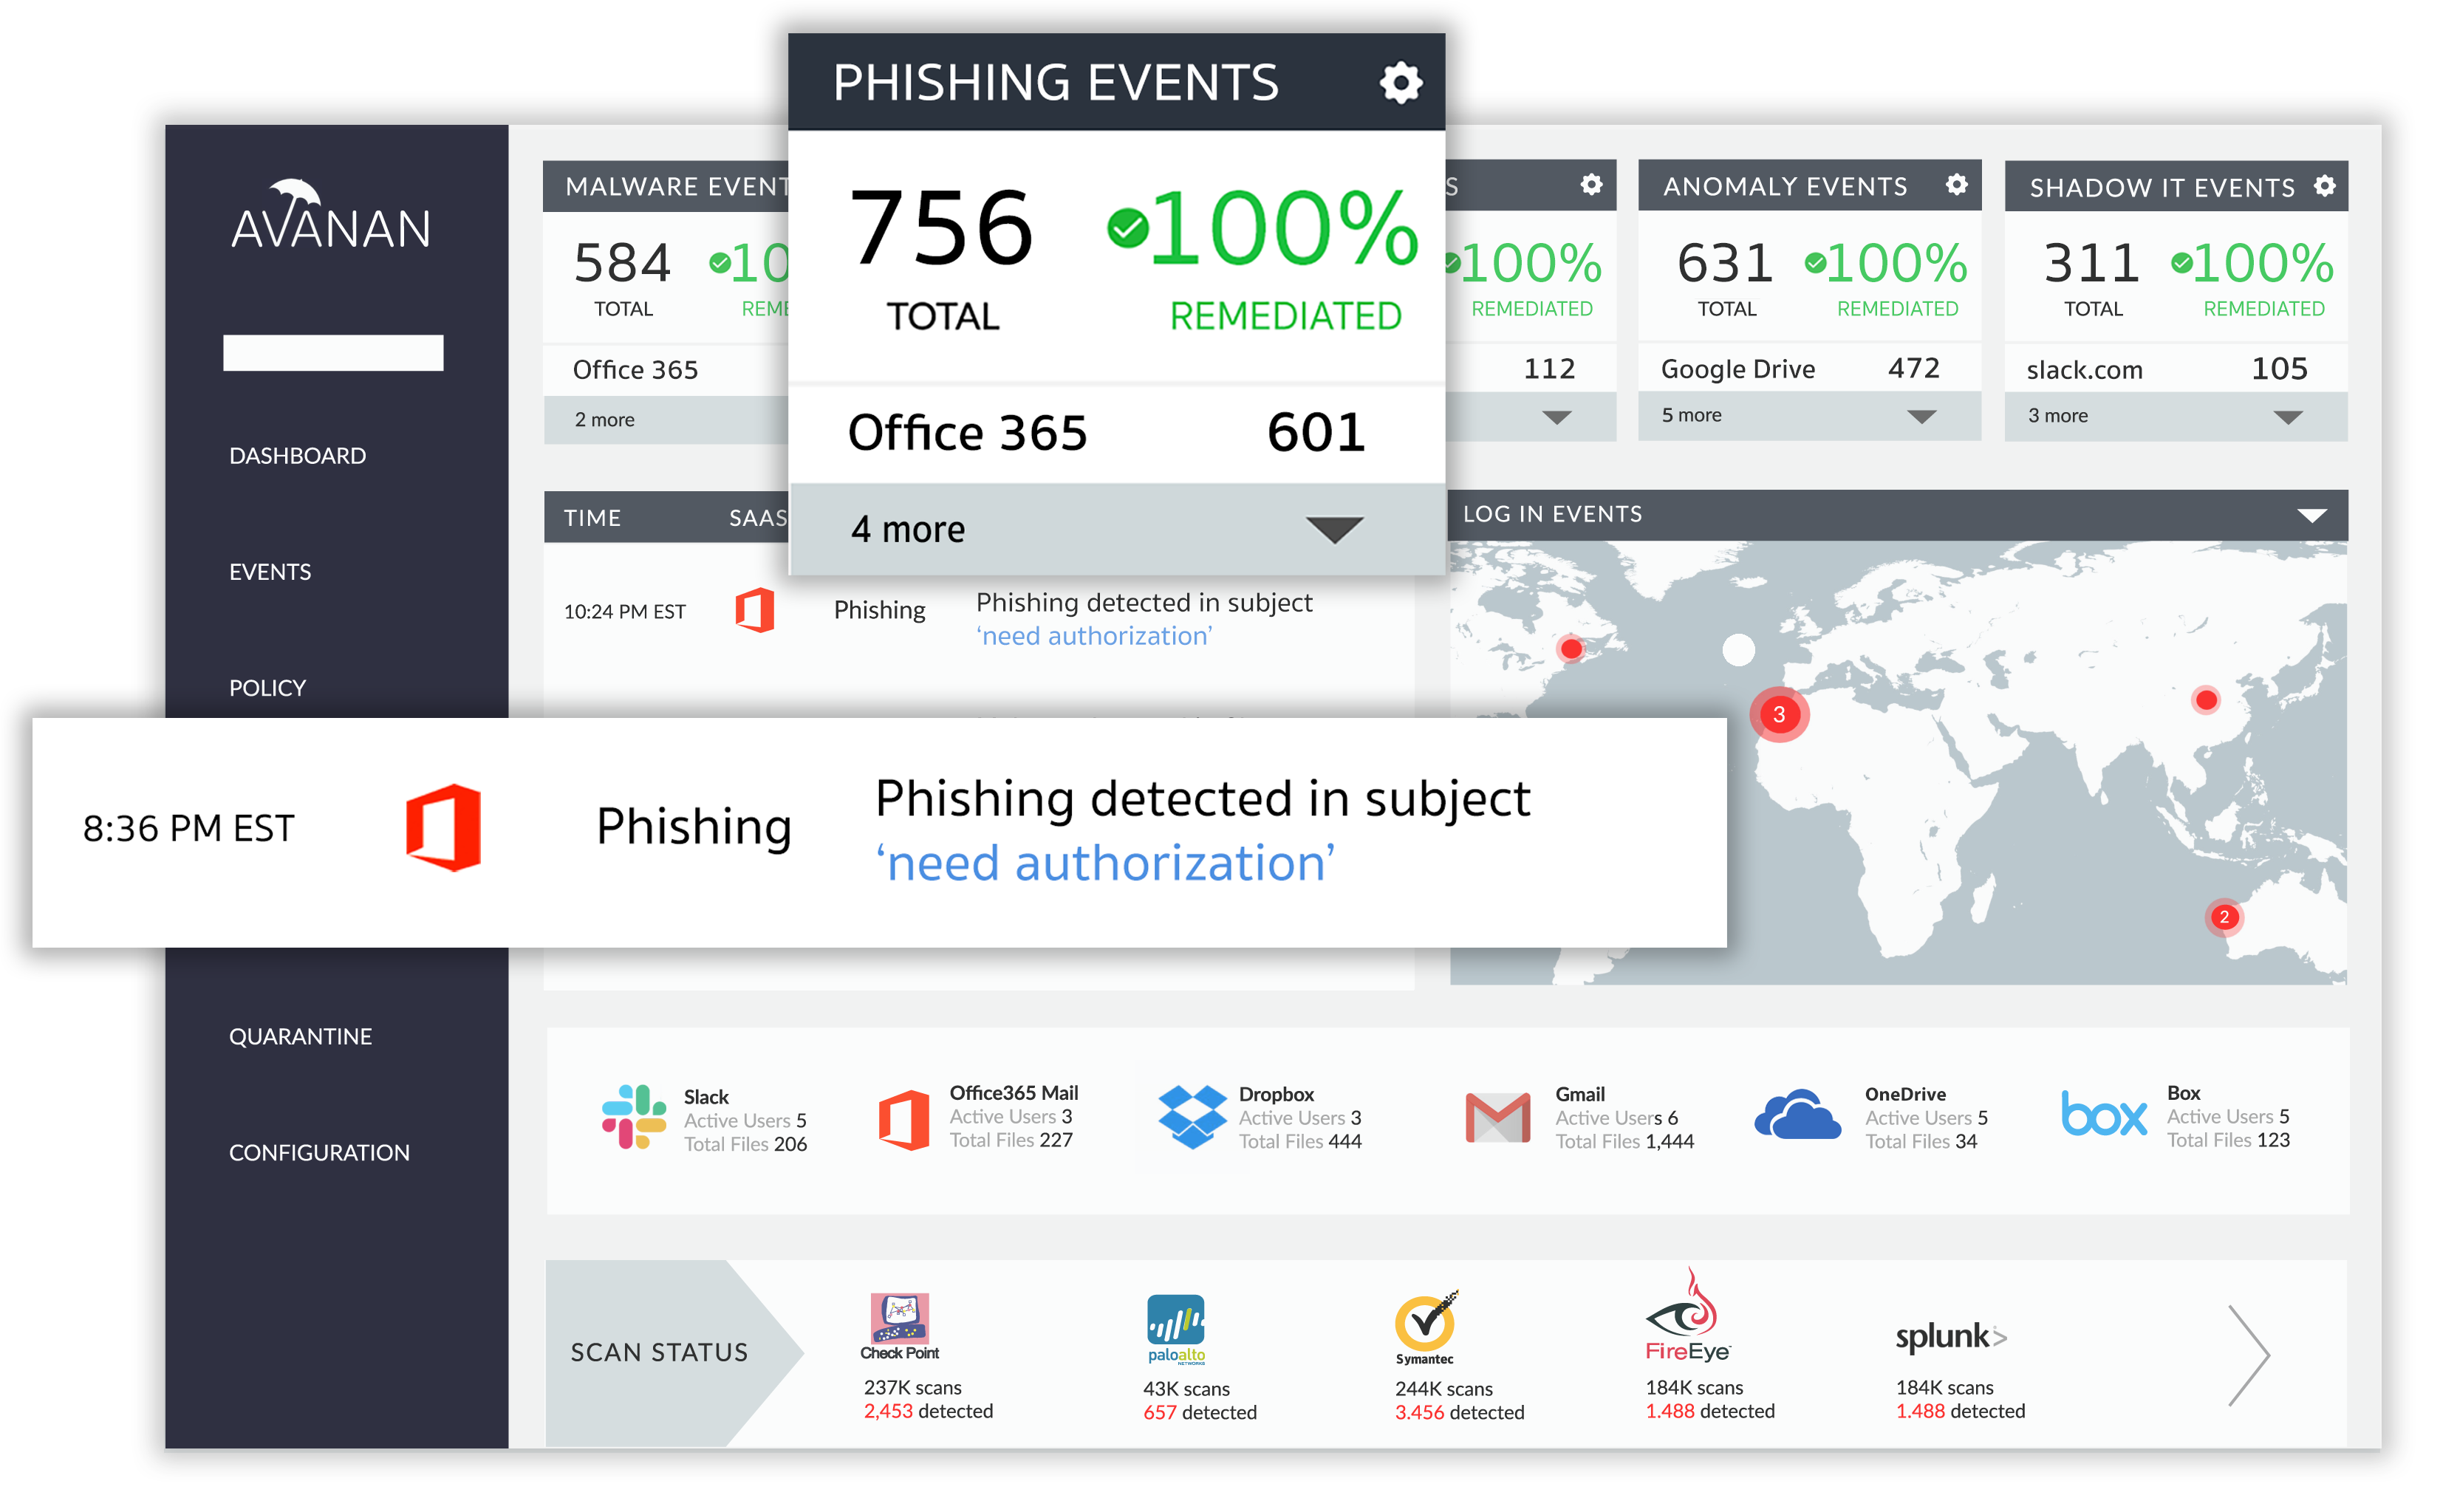 PHISHING EVENTS
756
100%
TOTAL
REMEDIATED
Office 365
601
4 more
AVANAN
DASHBOARD
EVENTS
POLICY
QUARANTINE
CONFIGURATION
MALWARE
584
TOTAL
Office 365
2 more
100%
REMEDIATED
112
ANOMALY EVENTS
631
100%
TOTAL
REMEDIATED
Google Drive
472
5 more
SHADOW IT EVENTS
311
100%
TOTAL
REMEDIATED
slack.com
105
3 more
TIME
SAAS
10:24 PM EST
Phishing
Phishing detected in subject
‘need authorization’
LOG IN EVENTS
3
2
8:36 PM EST
Phishing
Phishing detected in subject
‘need authorization’
Slack
Active Users 5
Total Files 206
Office365 Mail
Active Users 3
Total Files 227
Dropbox
Active Users 3
Total Files 444
Gmail
Active Users 6
Total Files 1,444
OneDrive
Active Users 5
Total Files 34
box
Box
Active Users 5
Total Files 123
SCAN STATUS
Check Point
237K scans
2,453 detected
paloalto
NETWORKS
43K scans
657 detected
Symantec
244K scans
3.456 detected
FireEye
184K scans
1.488 detected
splunk>
184K scans
1.488 detected